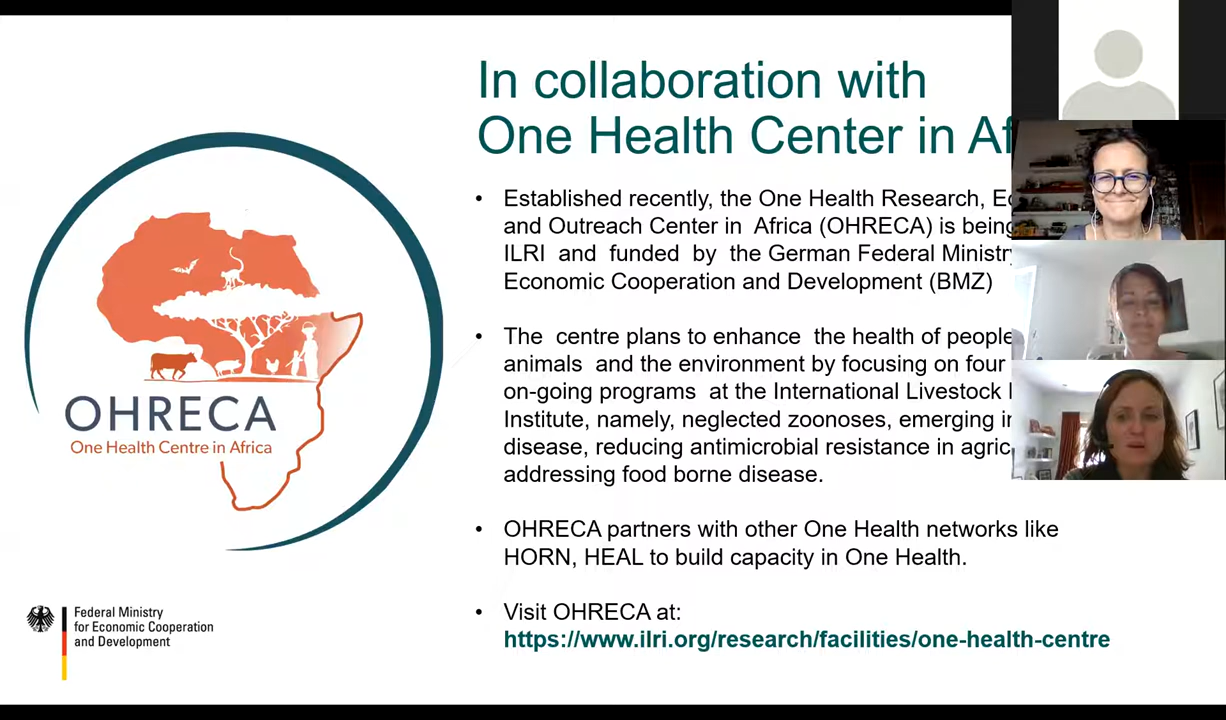 In collaboration with
One Health Center in
Established recently, the One Health Research,
and Outreach Center in Africa (OHRECA) is being
ILRI and funded by the German Federal Ministry
Economic Cooperation and Development (BMZ)
The centre plans to enhance the health of people
animals and the environment by focusing on four
on-going programs at the International Livestock
Institute, namely, neglected zoonoses, emerging
disease, reducing antimicrobial resistance in
addressing food borne disease.
OHRECA partners with other One Health networks like
HORN, HEAL to build capacity in One Health.
Visit OHRECA at:
https://www.ilri.org/research/facilities/one-health-centre
OHRECA
One Health Centre in Africa
Federal Ministry
for Economic Cooperation
and Development